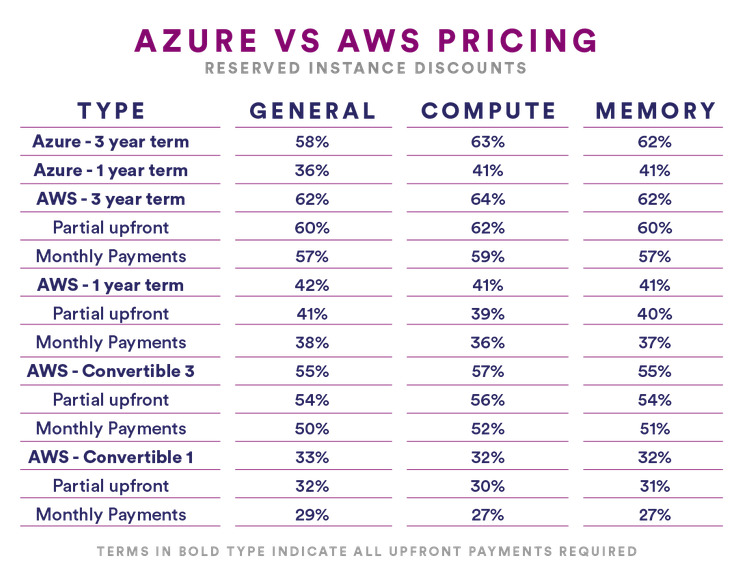 AZURE VS AWS PRICING
RESERVED INSTANCE DISCOUNTS
TYPE GENERAL COMPUTE MEMORY
Azure - 3 year term 58% 63% 62%
Azure - 1 year term 36% 41% 41%
AWS - 3 year term 62% 64% 62%
Partial upfront 60% 62% 60%
Monthly Payments 57% 59% 57%
AWS - 1 year term 42% 41% 41%
Partial upfront 41% 39% 40%
Monthly Payments 38% 36% 37%
AWS - Convertible 3 55% 57% 55%
Partial upfront 54% 56% 54%
Monthly Payments 50% 52% 51%
AWS - Convertible 1 33% 32% 32%
Partial upfront 32% 30% 31%
Monthly Payments 29% 27% 27%
TERMS IN BOLD TYPE INDICATE ALL UPFRONT PAYMENTS REQUIRED